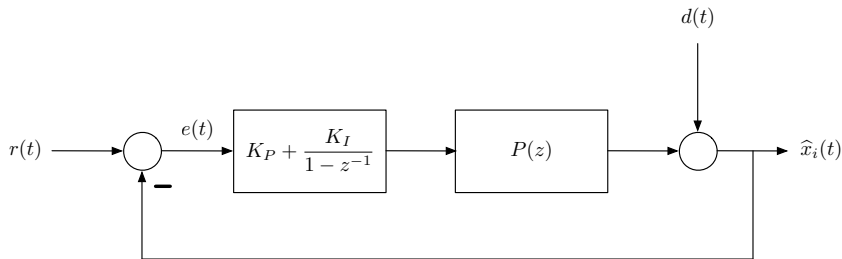 d(t)
r(t)
e(t)
K_P + \frac{K_I}{1 - z^{-1}}
P(z)
\widehat{x}_i(t)
−